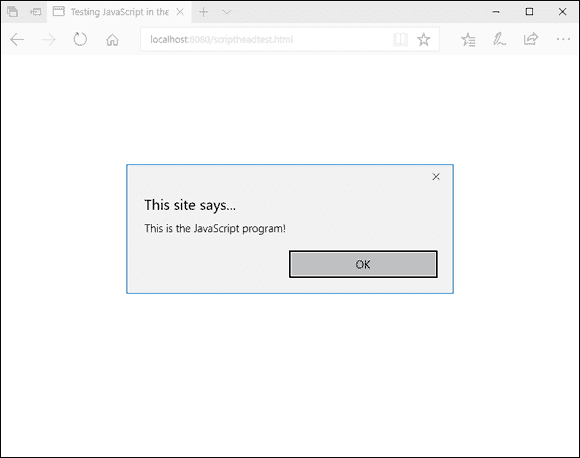 Testing JavaScript in the
localhost:8080/scriptheadtest.html
This site says...
This is the JavaScript program!
OK